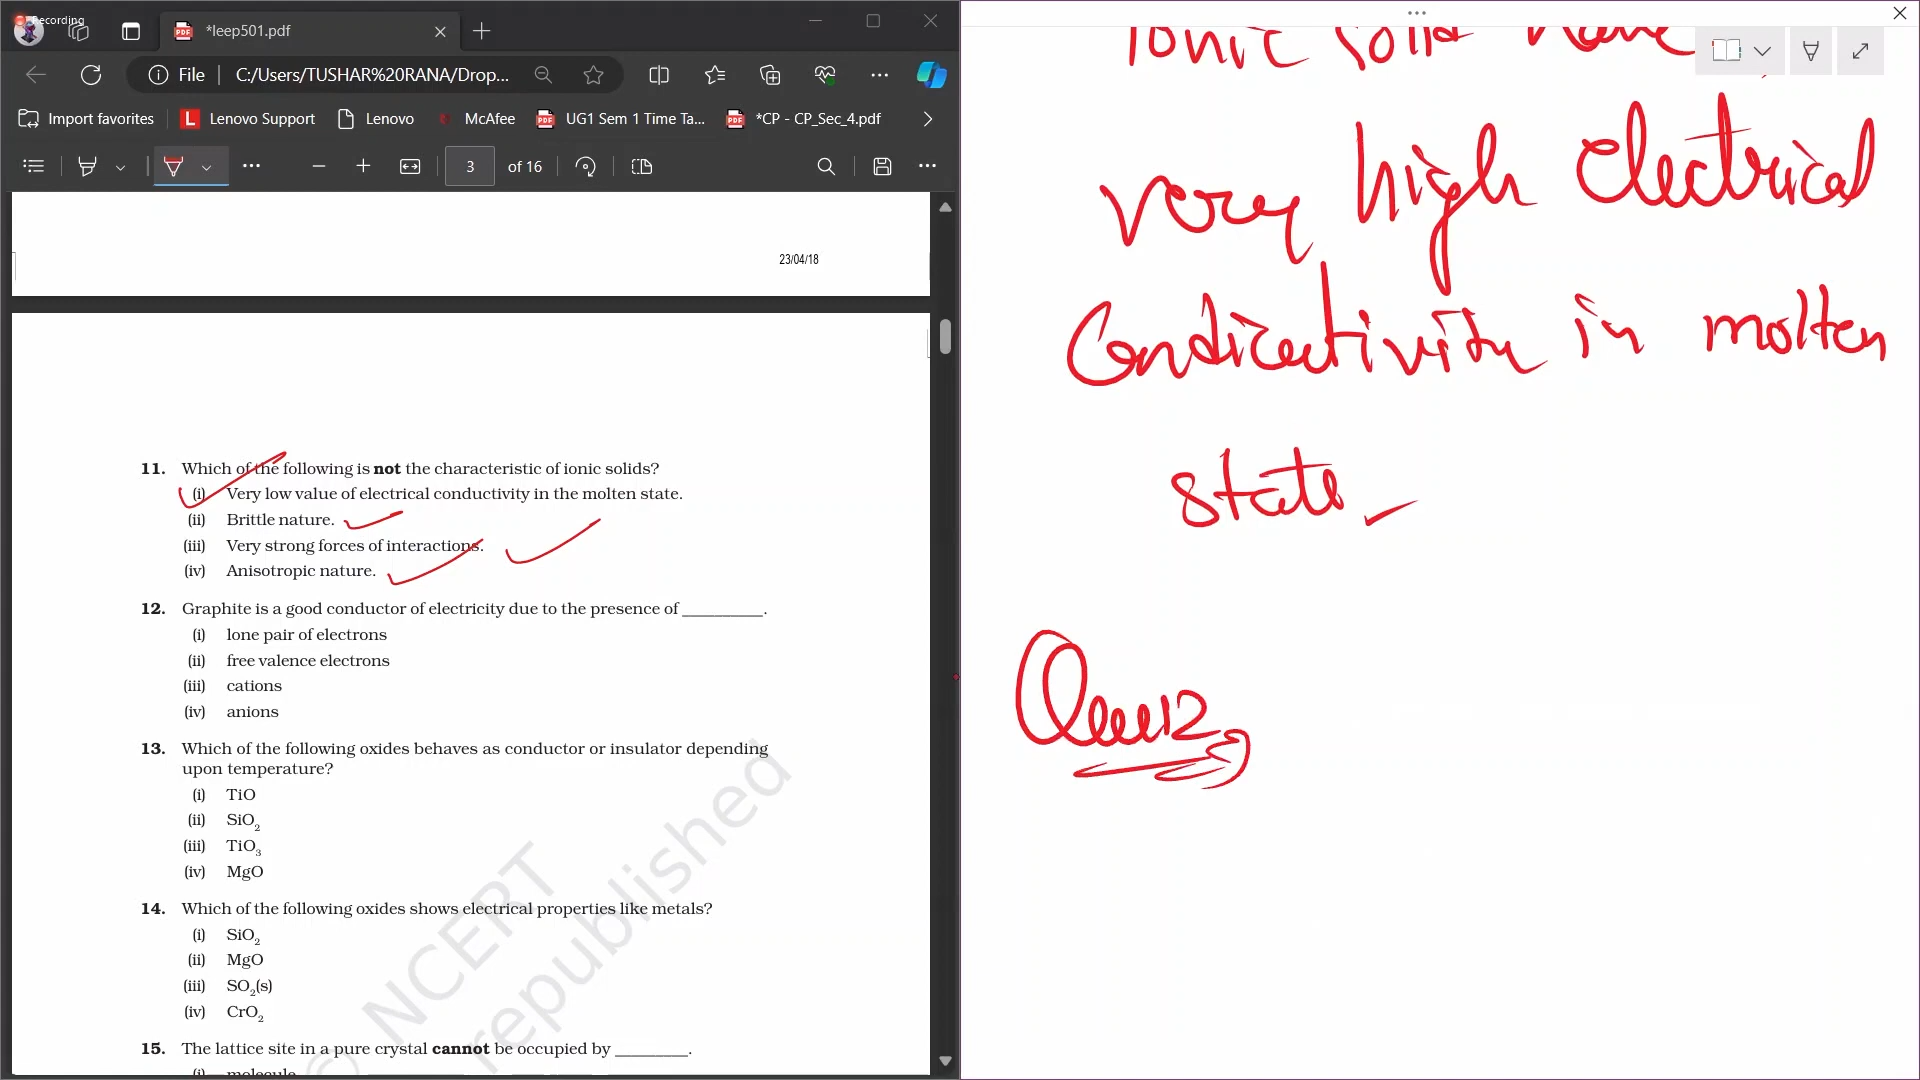 Recording
*leep501.pdf
File
C:/Users/TUSHAR%20RANA/Drop...
Import favorites
Lenovo Support
Lenovo
McAfee
UG1 Sem 1 Time Ta...
*CP - CP_Sec_4.pdf
3 of 16
23/04/18
11. Which of the following is not the characteristic of ionic solids?
(i) Very low value of electrical conductivity in the molten state.
(ii) Brittle nature.
(iii) Very strong forces of interactions.
(iv) Anisotropic nature.
12. Graphite is a good conductor of electricity due to the presence of __________.
(i) lone pair of electrons
(ii) free valence electrons
(iii) cations
(iv) anions
13. Which of the following oxides behaves as conductor or insulator depending
upon temperature?
(i) TiO
(ii) SiO2
(iii) TiO3
(iv) MgO
14. Which of the following oxides shows electrical properties like metals?
(i) SiO2
(ii) MgO
(iii) SO2(s)
(iv) CrO2
15. The lattice site in a pure crystal cannot be occupied by _________.
(i) molecule
© NCERT
republished
Ionic solid have
very high electrical
Conductivity in molten
state
Ques12